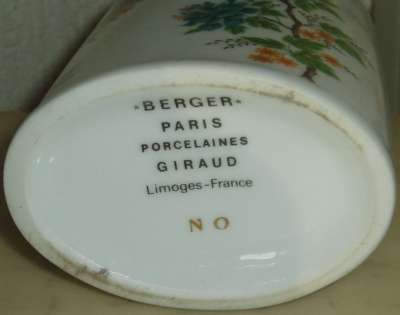 *BERGER*
PARIS
PORCELAINES
GIRAUD
Limoges-France
NO